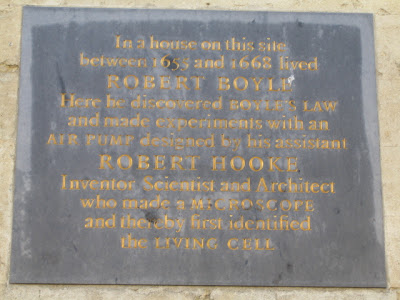 In a house on this site
between 1655 and 1668 lived
ROBERT BOYLE
Here he discovered BOYLE'S LAW
and made experiments with an
AIR PUMP designed by his assistant
ROBERT HOOKE
Inventor Scientist and Architect
who made a MICROSCOPE
and thereby first identified
the LIVING CELL